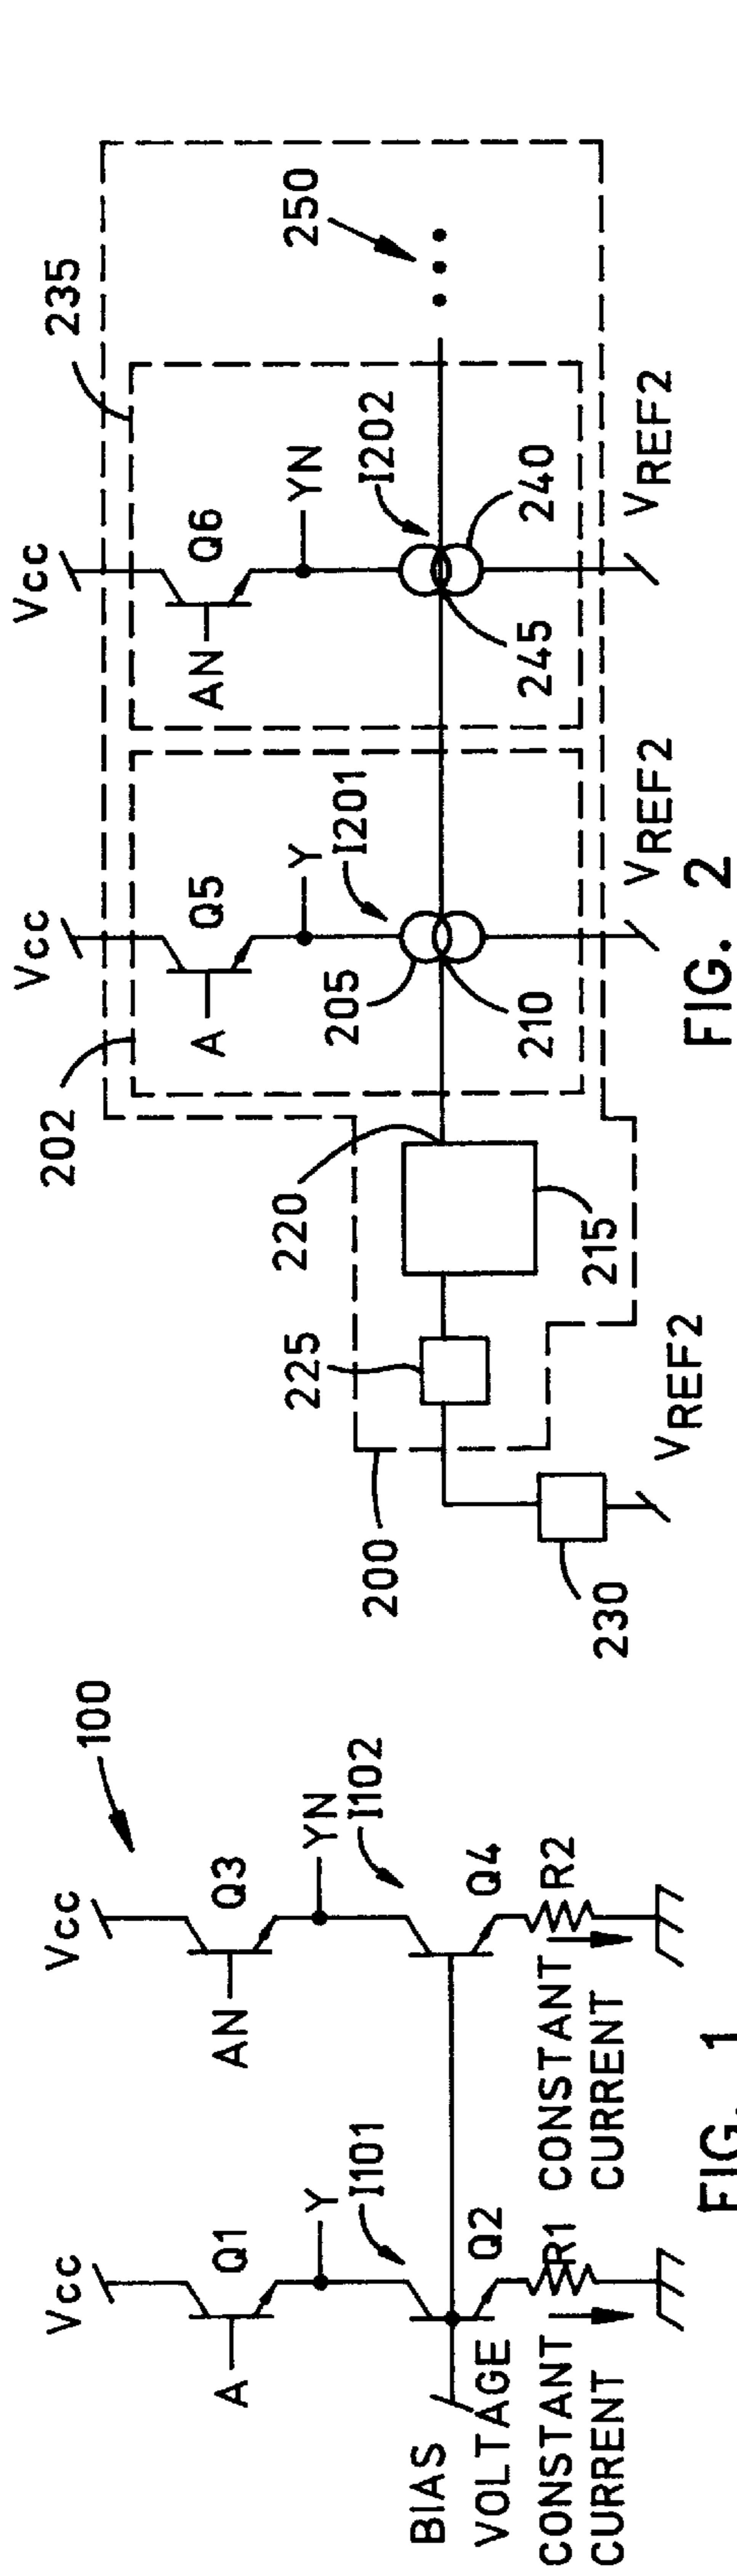 100
Vcc
Vcc
Q1
Q3
A
AN
Y
YN
I101
I102
Q2
Q4
BIAS
VOLTAGE
R1
R2
CONSTANT
CURRENT
CONSTANT
CURRENT
FIG. 1
235
202
Vcc
Vcc
Q5
Q6
A
AN
250
Y
YN
I201
I202
220
205
225
210
245
240
200
215
230
VREF2
VREF2
VREF2
FIG. 2